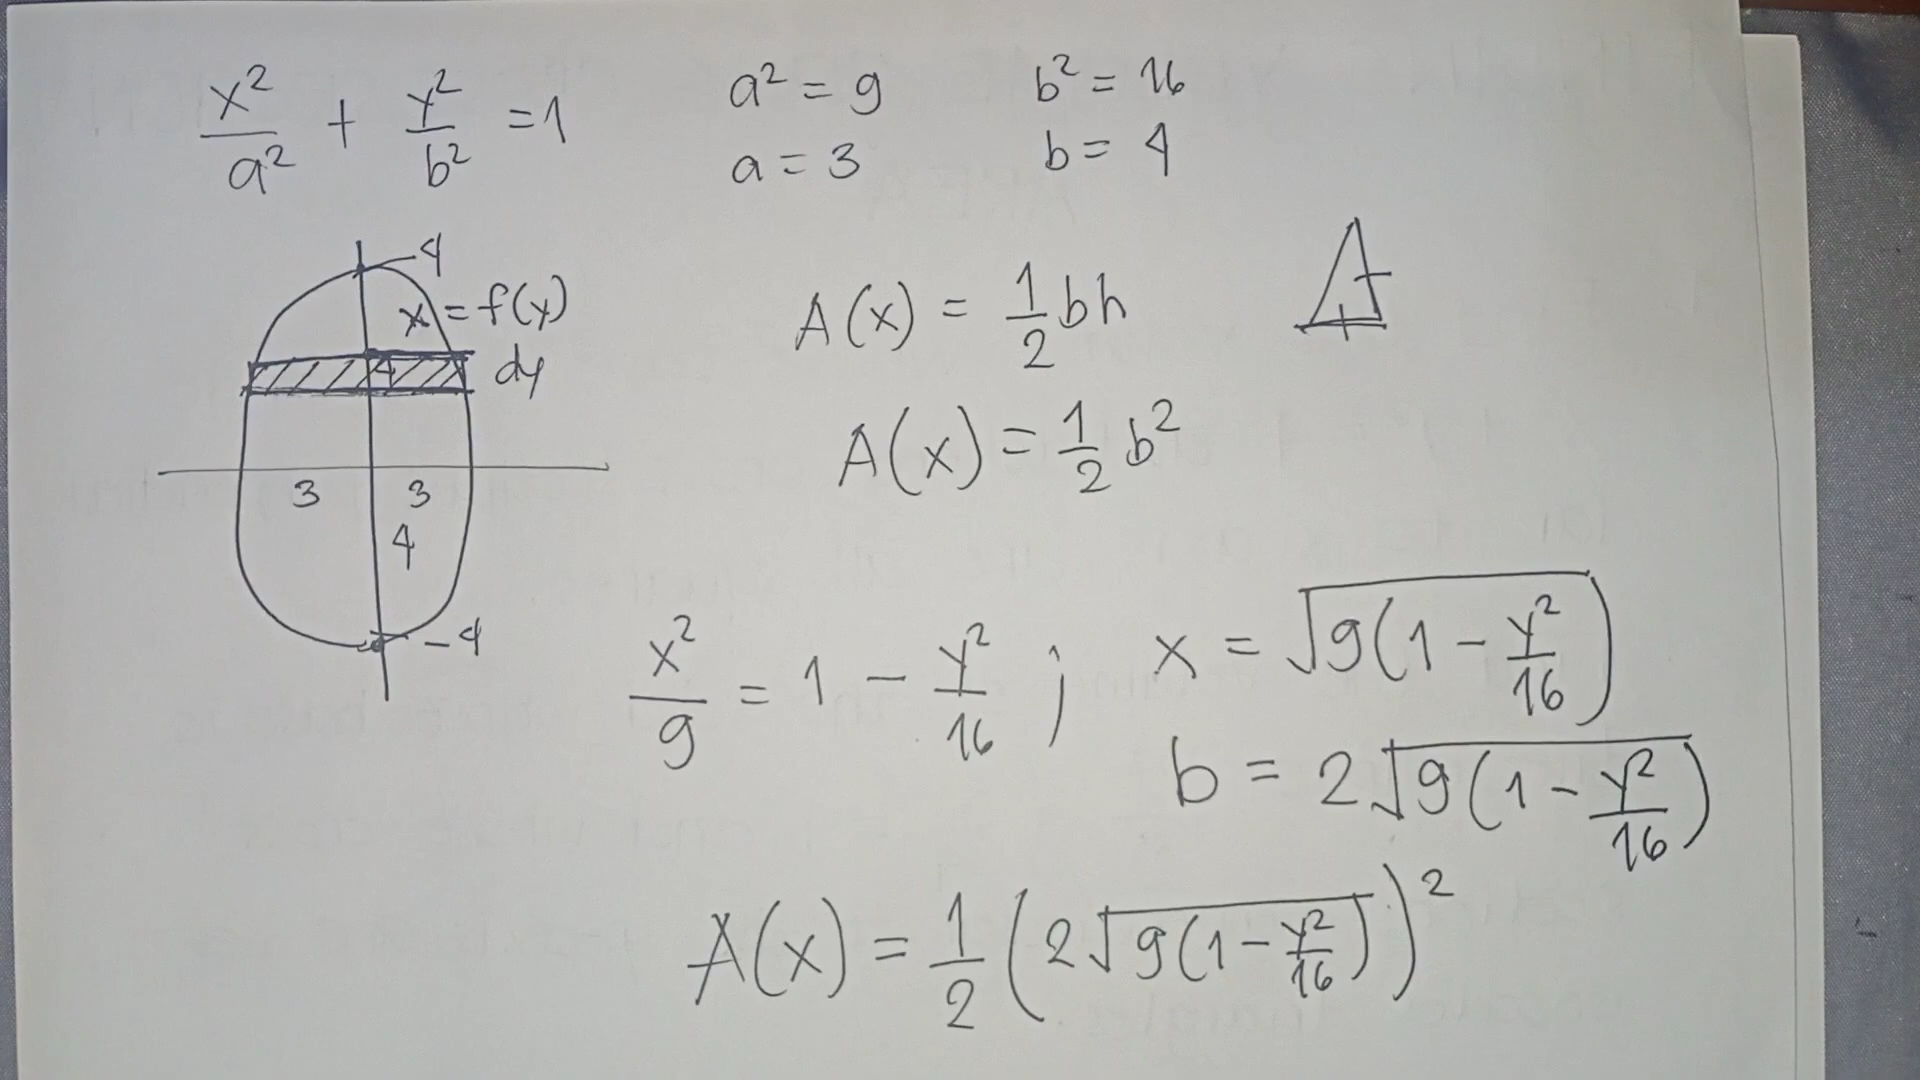 x²/a² + y²/b² = 1
a² = 9
b² = 16
a = 3
b = 4
4
x = f(y)
dy
3 3
4
-4
A(x) = 1/2 bh
A(x) = 1/2 b²
x²/9 = 1 - y²/16 ; x = √9(1 - y²/16)
b = 2√9(1 - y²/16)
A(x) = 1/2 (2√9(1 - y²/16))²